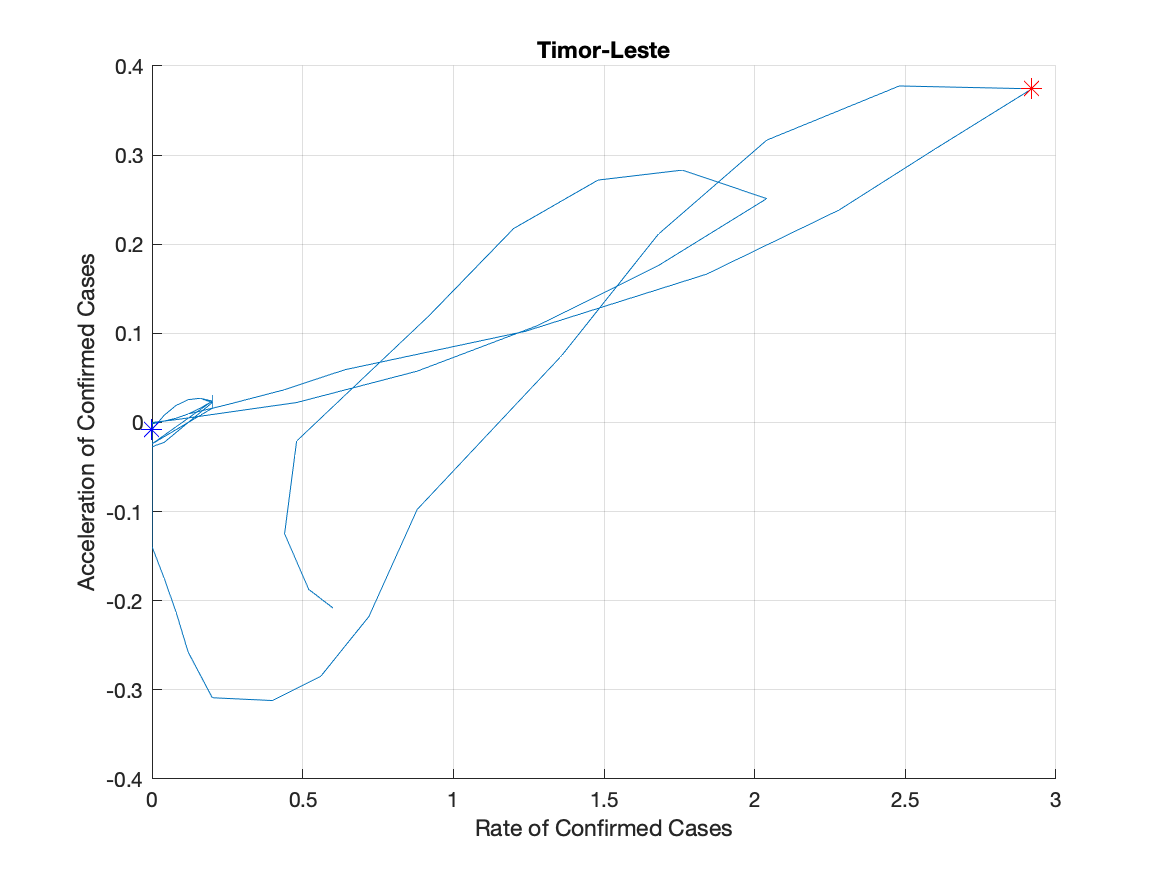 Timor-Leste
0.4
0.3
0.2
0.1
0
-0.1
-0.2
-0.3
-0.4
Acceleration of Confirmed Cases
0 0.5 1 1.5 2 2.5 3
Rate of Confirmed Cases